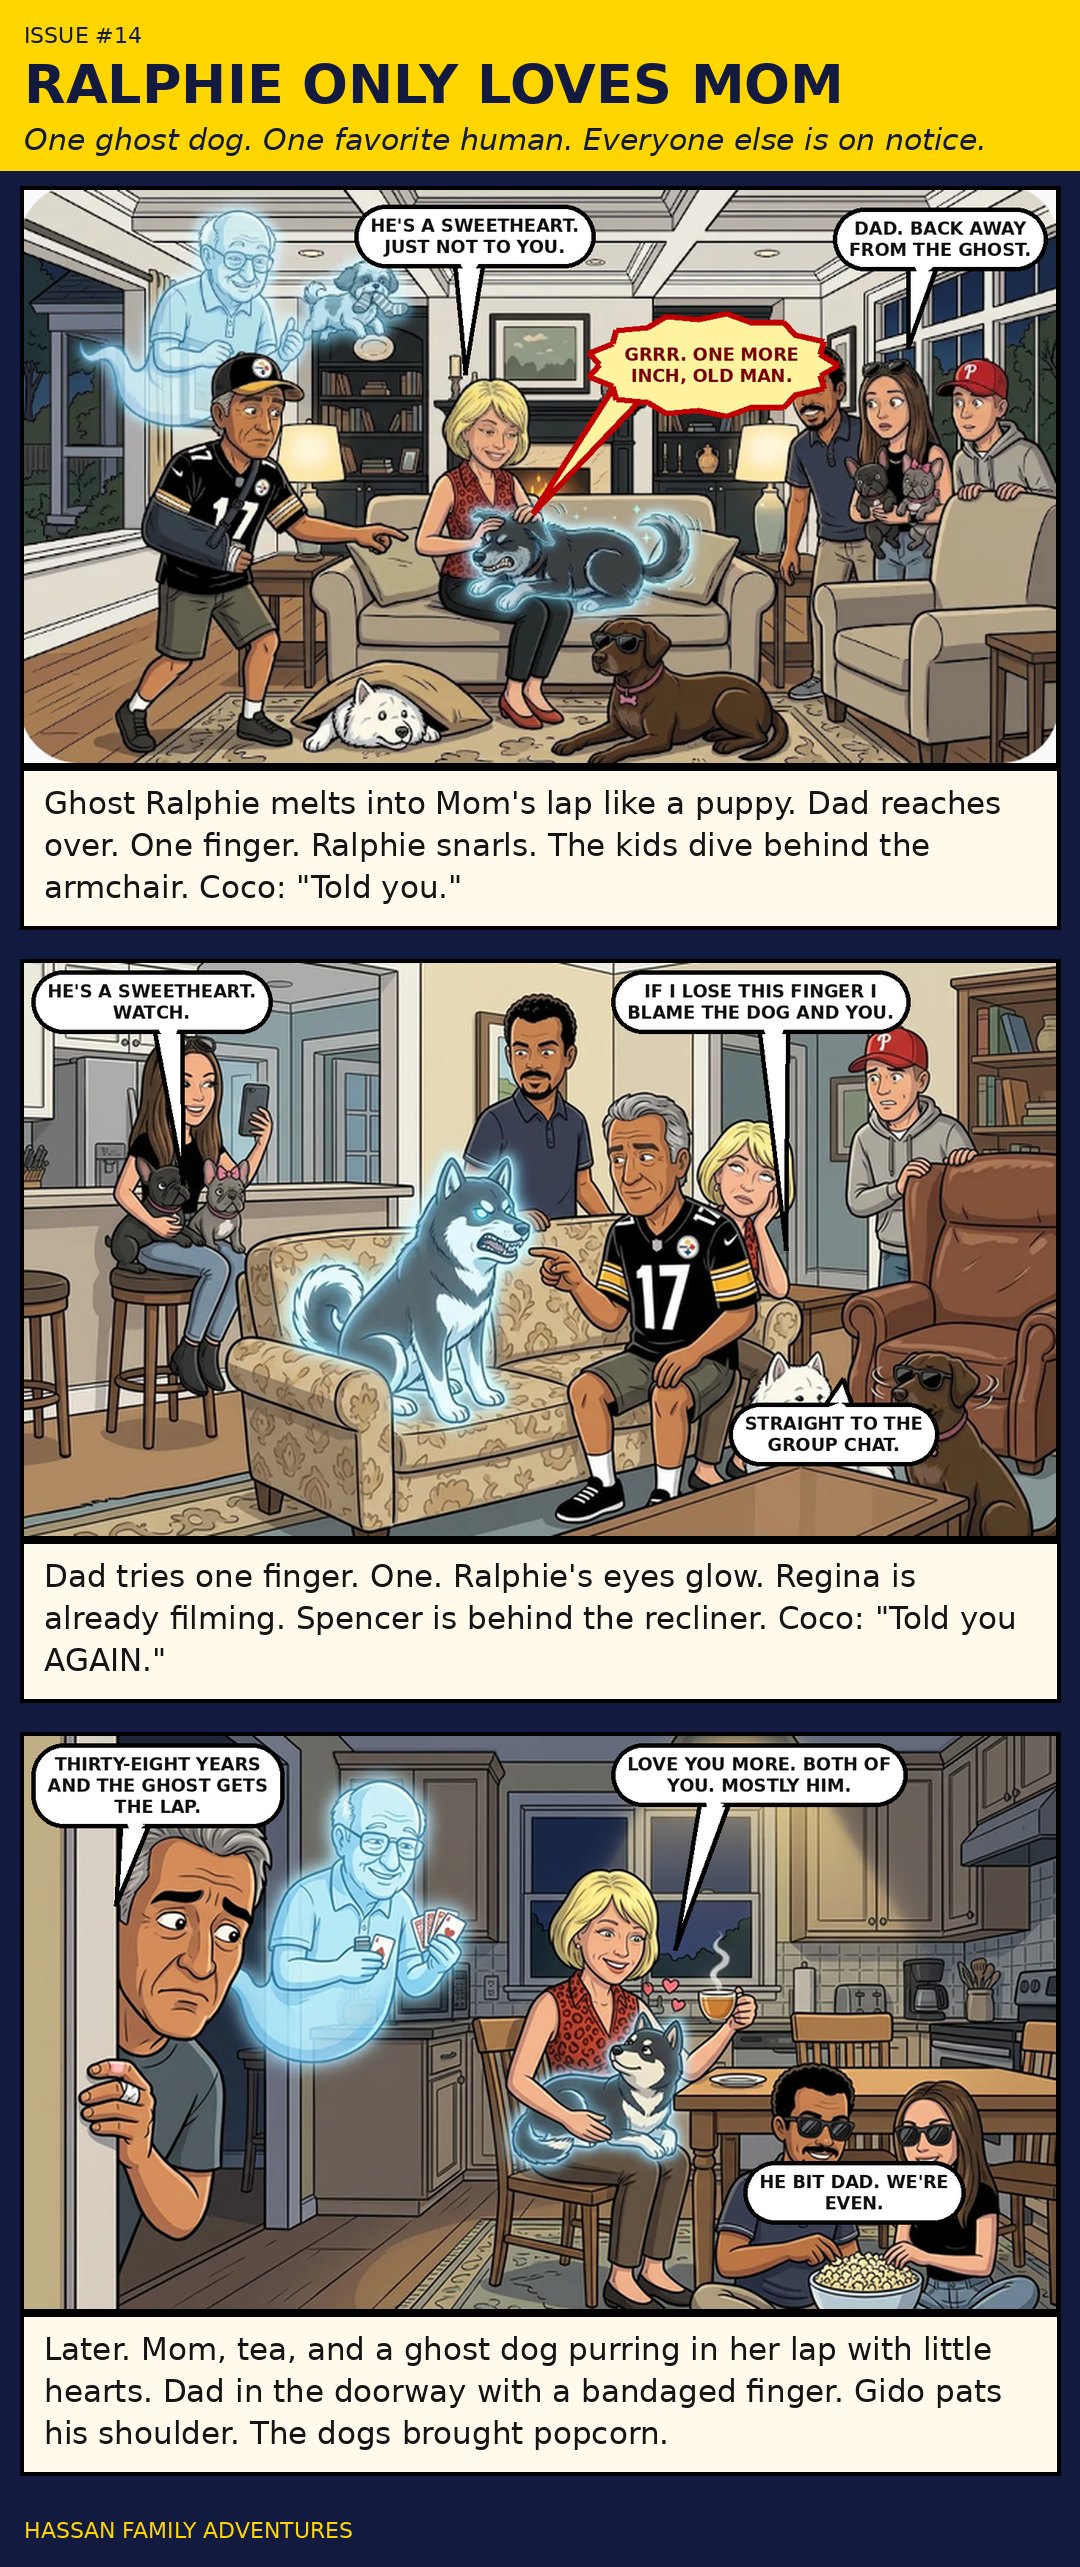 ISSUE #14
RALPHIE ONLY LOVES MOM
One ghost dog. One favorite human. Everyone else is on notice.
HE'S A SWEETHEART.
JUST NOT TO YOU.
DAD. BACK AWAY
FROM THE GHOST.
GRRR. ONE MORE
INCH, OLD MAN.
P
17
17
Ghost Ralphie melts into Mom's lap like a puppy. Dad reaches
over. One finger. Ralphie snarls. The kids dive behind the
armchair. Coco: "Told you."
HE'S A SWEETHEART.
WATCH.
IF I LOSE THIS FINGER I
BLAME THE DOG AND YOU.
P
17
17
STRAIGHT TO THE
GROUP CHAT.
Dad tries one finger. One. Ralphie's eyes glow. Regina is
already filming. Spencer is behind the recliner. Coco: "Told you
AGAIN."
THIRTY-EIGHT YEARS
AND THE GHOST GETS
THE LAP.
LOVE YOU MORE. BOTH OF
YOU. MOSTLY HIM.
HE BIT DAD. WE'RE
EVEN.
Later. Mom, tea, and a ghost dog purring in her lap with little
hearts. Dad in the doorway with a bandaged finger. Gido pats
his shoulder. The dogs brought popcorn.
HASSAN FAMILY ADVENTURES